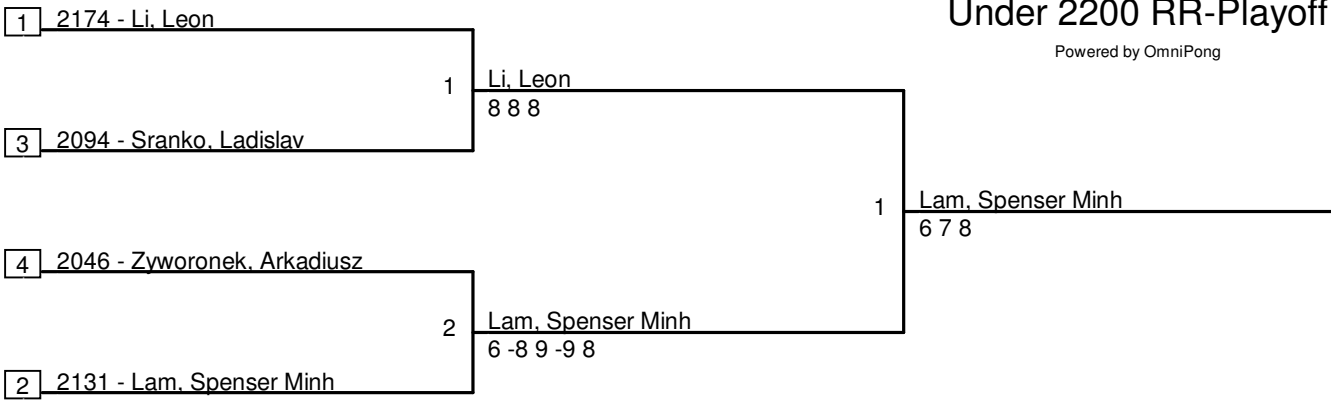 Under 2200 RR-Playoff
Powered by OmniPong
1 2174 - Li, Leon
1 Li, Leon
8 8 8
3 2094 - Sranko, Ladislav
1 Lam, Spenser Minh
6 7 8
4 2046 - Zyworonek, Arkadiusz
2 Lam, Spenser Minh
6 -8 9 -9 8
2 2131 - Lam, Spenser Minh